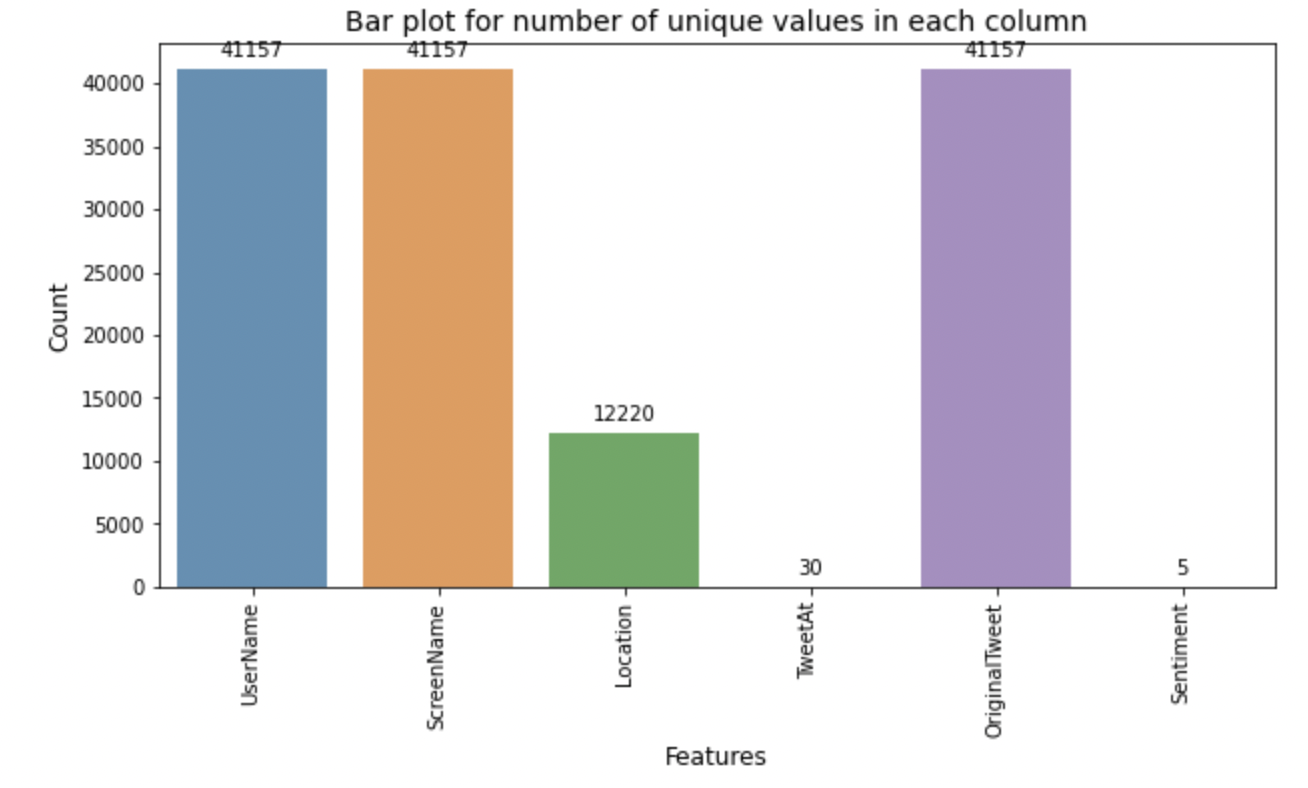 Bar plot for number of unique values in each column
41157
41157
41157
40000
35000
30000
25000
20000
15000
10000
5000
0
Count
12220
30
5
UserName
ScreenName
Location
TweetAt
OriginalTweet
Sentiment
Features